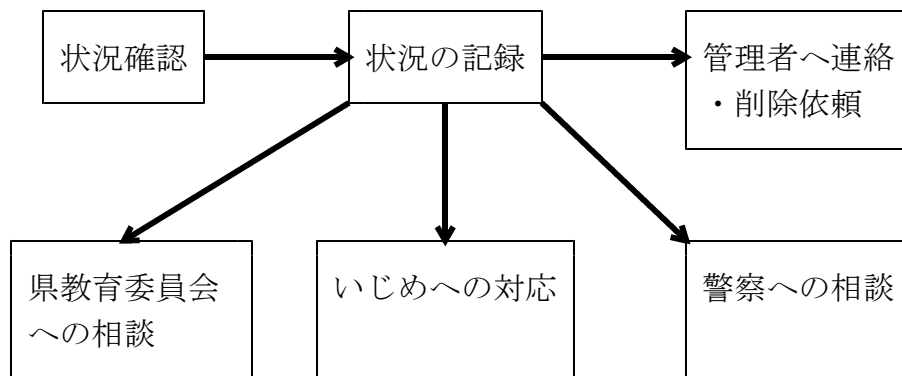 状況確認
状況の記録
管理者へ連絡
・削除依頼
県教育委員会
への相談
いじめへの対応
警察への相談